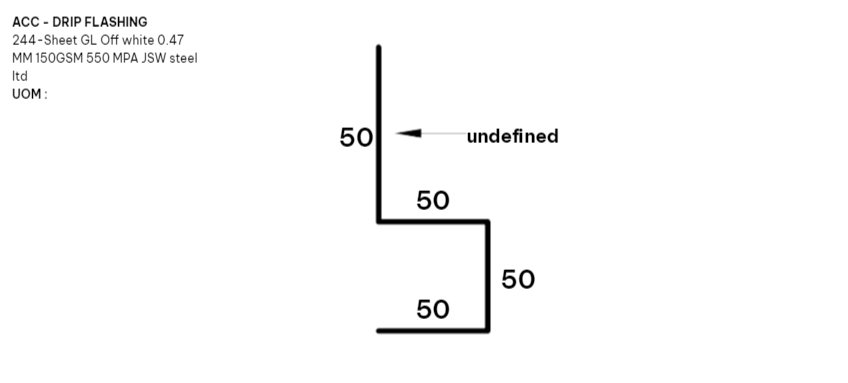 ACC - DRIP FLASHING
244-Sheet GL Off white 0.47
MM 150GSM 550 MPA JSW steel
ltd
UOM :
50
undefined
50
50
50